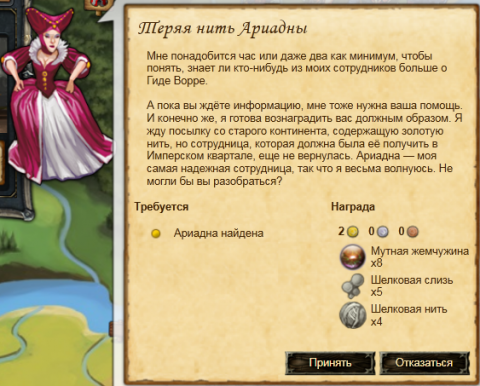 Теряя нить Ариадны
Мне понадобится час или даже два как минимум, чтобы
понять, знает ли кто-нибудь из моих сотрудников больше о
Гиде Ворре.
А пока вы ждёте информацию, мне тоже нужна ваша помощь.
И конечно же, я готова вознаградить вас должным образом. Я
жду посылку со старого континента, содержащую золотую
нить, но сотрудница, которая должна была её получить в
Имперском квартале, еще не вернулась. Ариадна — моя
самая надежная сотрудница, так что я весьма волнуюсь. Не
могли бы вы разобраться?
Требуется
Ариадна найдена
Награда
2 0 0
Мутная жемчужина
x8
Шелковая слизь
x5
Шелковая нить
x4
Принять Отказаться